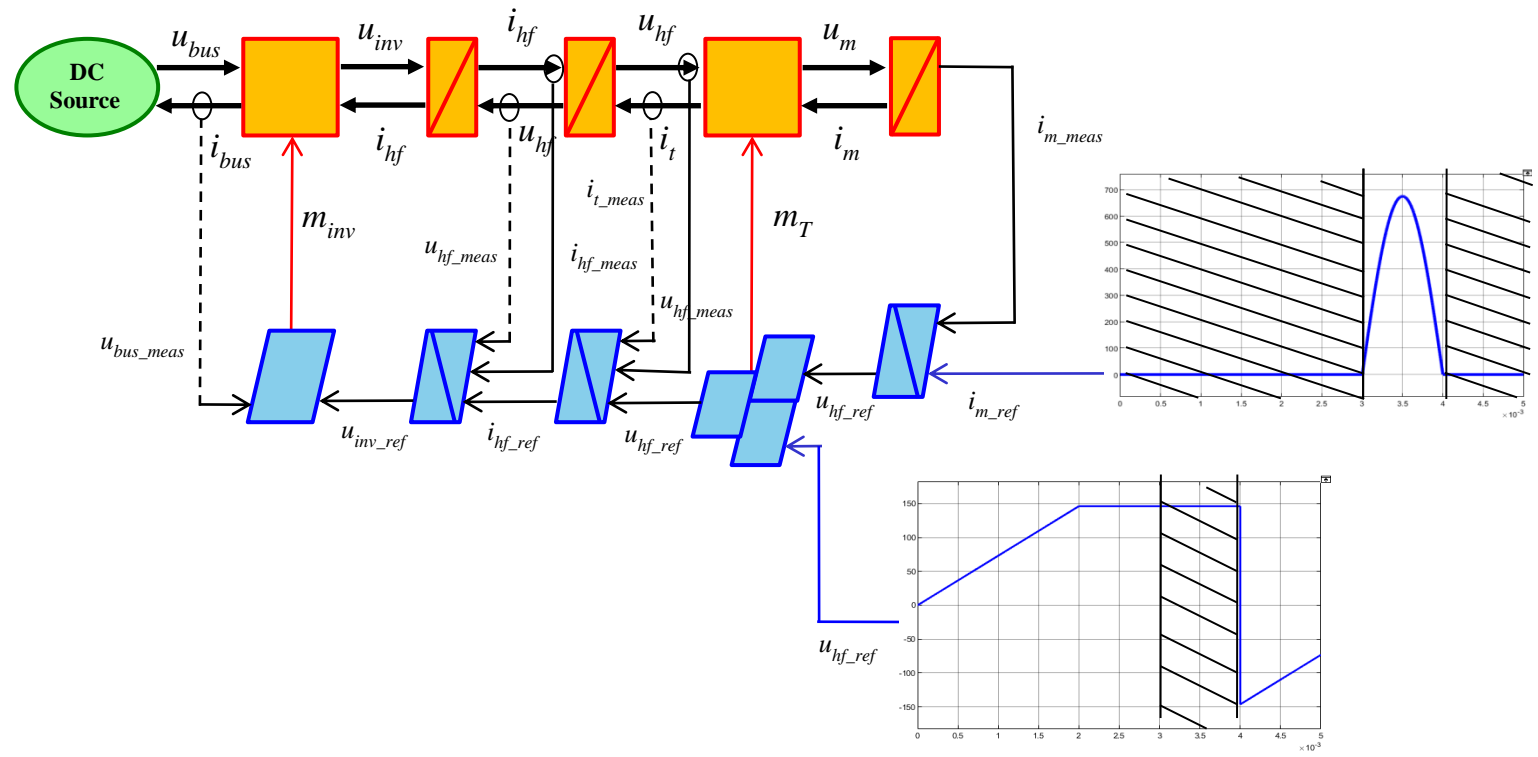 DC
Source
u_bus
u_inv
i_hf
u_hf
u_m
i_bus
i_hf
u_hf
i_t
i_m
i_m_meas
m_inv
u_hf_meas
i_t_meas
i_hf_meas
m_T
u_hf_meas
u_bus_meas
u_inv_ref
i_hf_ref
u_hf_ref
u_hf_ref
i_m_ref
u_hf_ref
700
600
500
400
300
200
100
0
0 0.5 1 1.5 2 2.5 3 3.5 4 4.5 5
×10⁻³
150
100
50
0
-50
-100
-150
0 0.5 1 1.5 2 2.5 3 3.5 4 4.5 5
×10⁻³